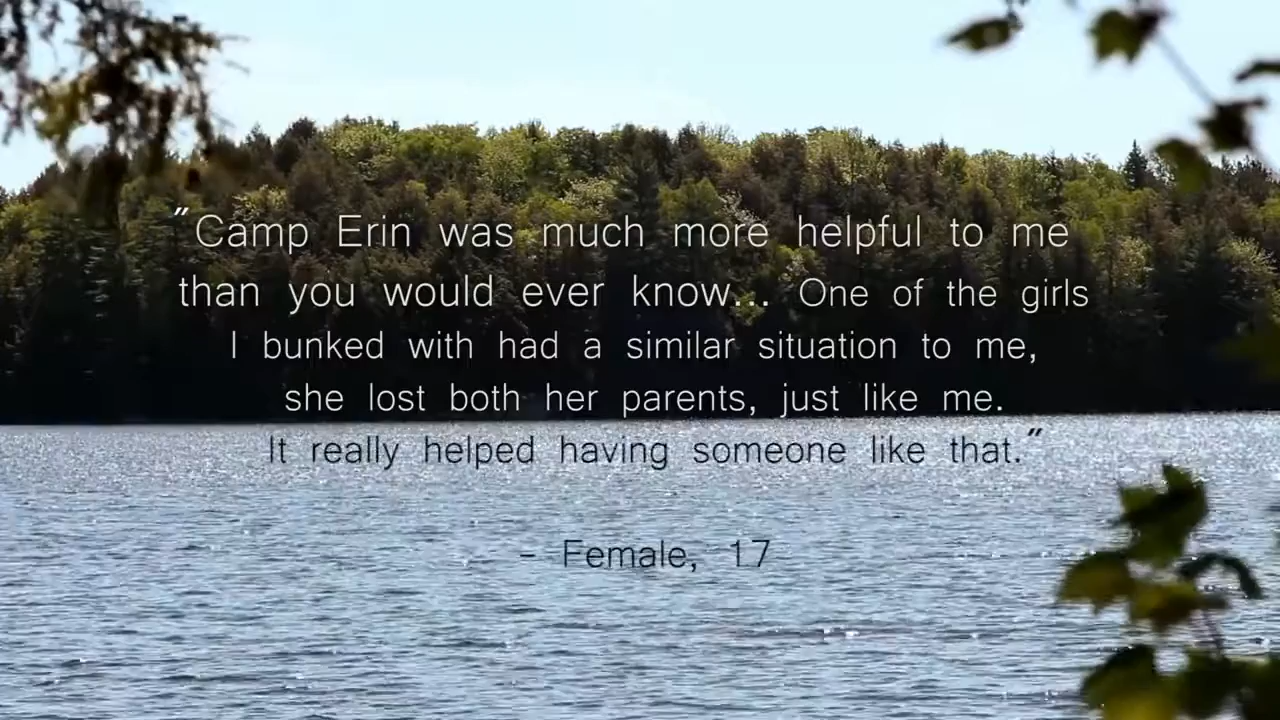 "Camp Erin was much more helpful to me
than you would ever know... One of the girls
I bunked with had a similar situation to me,
she lost both her parents, just like me.
It really helped having someone like that."
- Female, 17